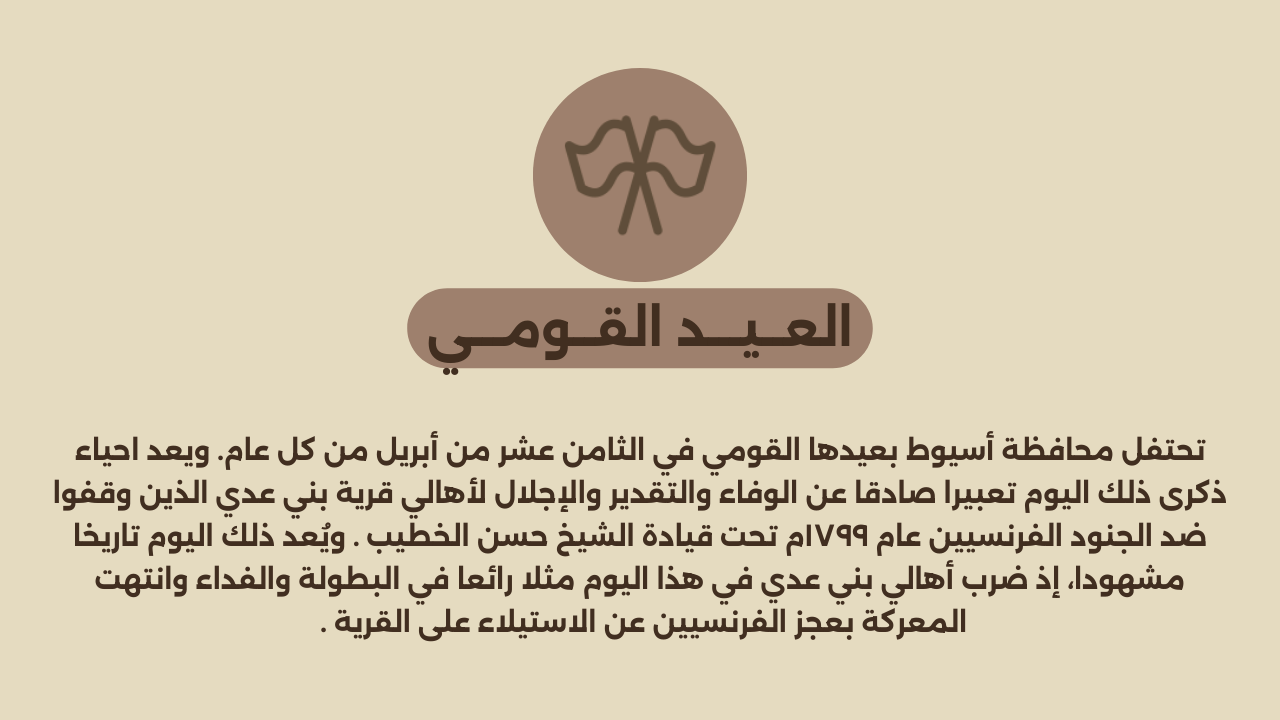 العيد القومي
تحتفل محافظة أسيوط بعيدها القومي في الثامن عشر من أبريل من كل عام. ويعد احياء
ذكرى ذلك اليوم تعبيرا صادقا عن الوفاء والتقدير والإجلال لأهالي قرية بني عدي الذين وقفوا
ضد الجنود الفرنسيين عام ١٧٩٩م تحت قيادة الشيخ حسن الخطيب . ويُعد ذلك اليوم تاريخا
مشهودا، إذ ضرب أهالي بني عدي في هذا اليوم مثلا رائعا في البطولة والفداء وانتهت
المعركة بعجز الفرنسيين عن الاستيلاء على القرية .